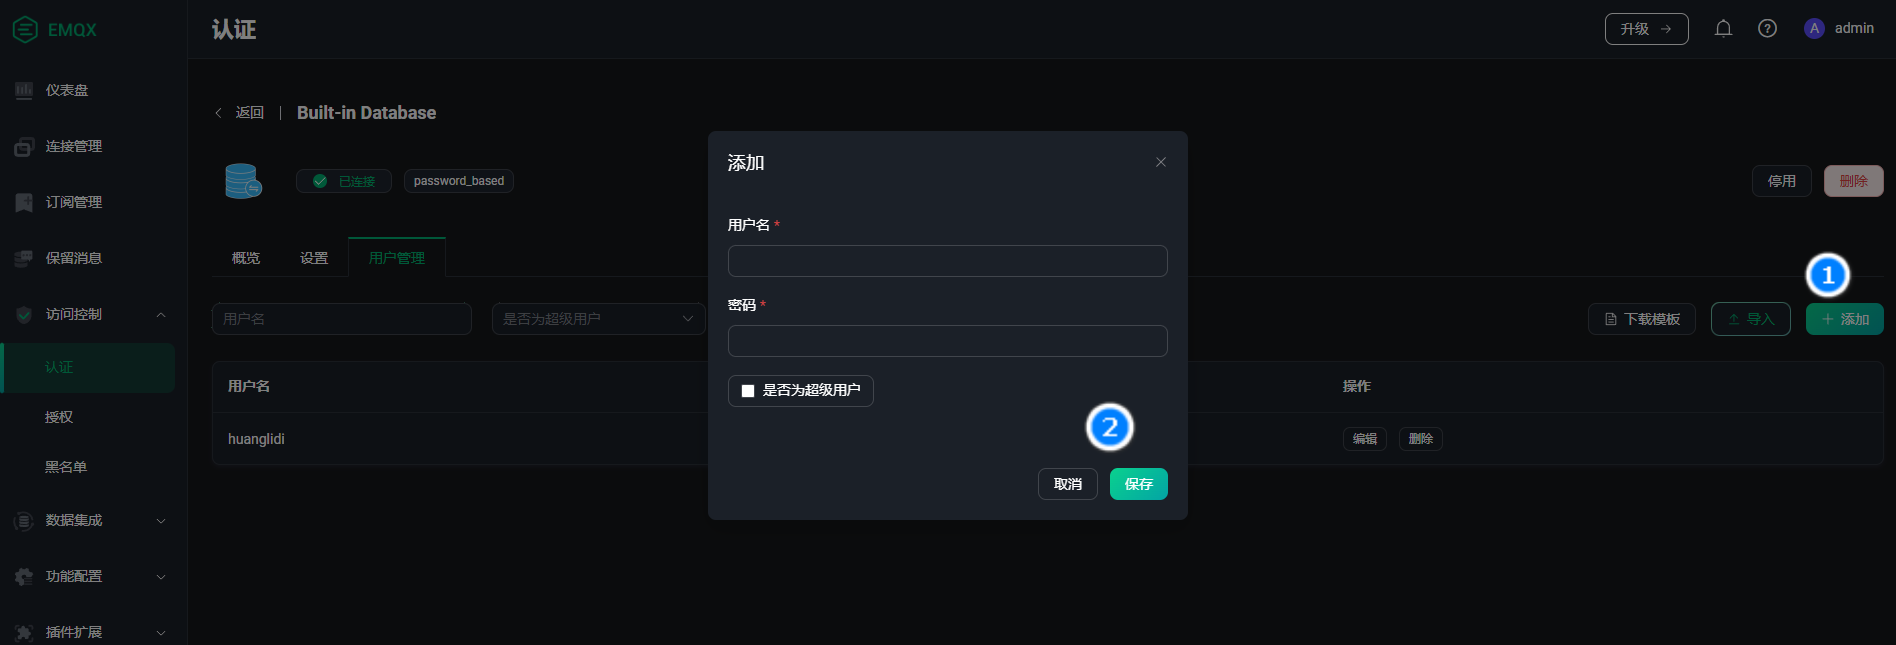 EMQX
认证
升级
A
admin
仪表盘
连接管理
订阅管理
保留消息
访问控制
认证
授权
黑名单
数据集成
功能配置
插件扩展
返回 | Built-in Database
已连接
password_based
停用
删除
概览
设置
用户管理
用户名
是否为超级用户
下载模板
导入
+ 添加
1
用户名
操作
huanglidi
编辑
删除
添加
用户名 *
密码 *
是否为超级用户
2
取消
保存